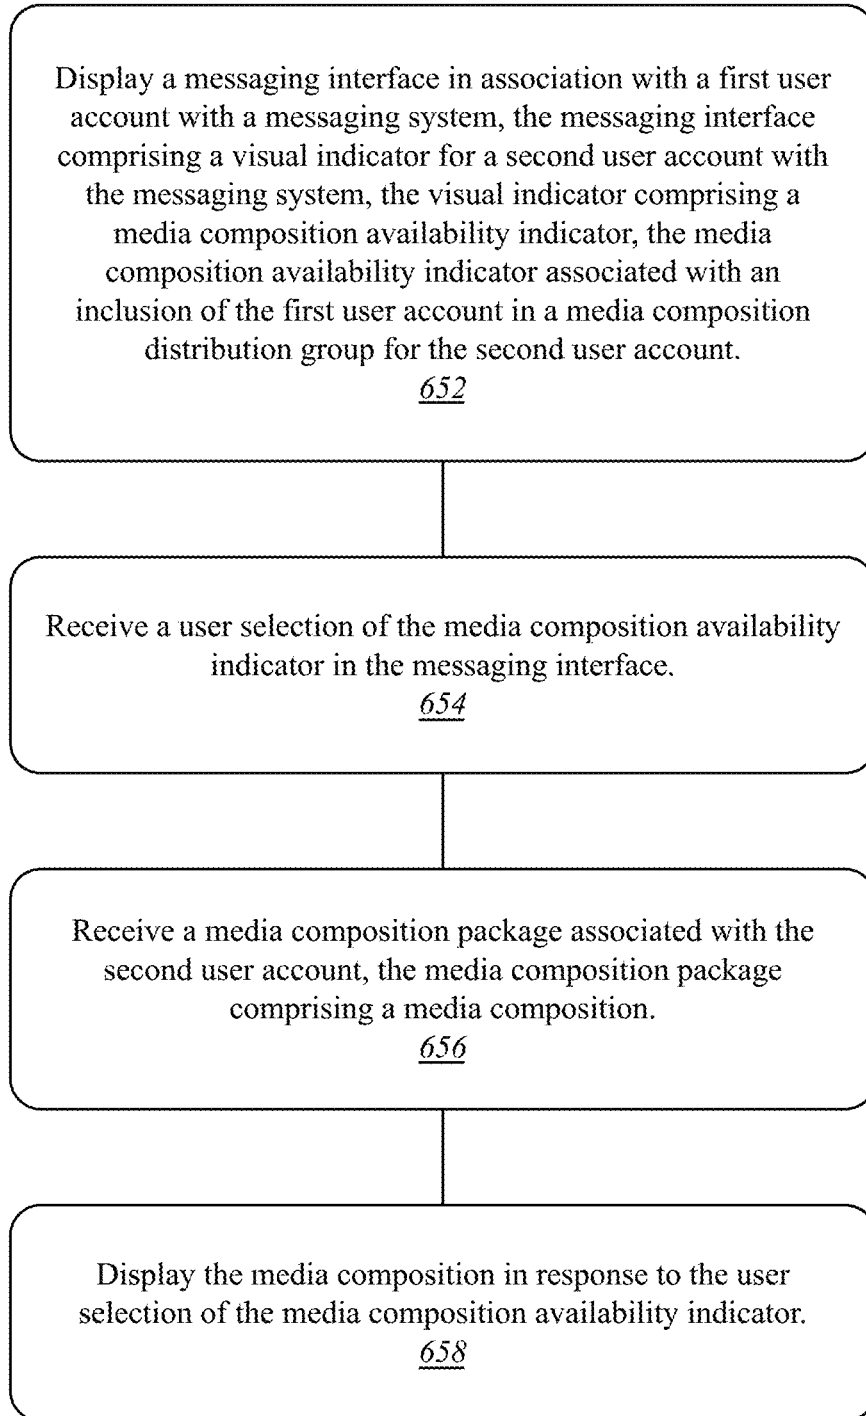 Display a messaging interface in association with a first user
account with a messaging system, the messaging interface
comprising a visual indicator for a second user account with
the messaging system, the visual indicator comprising a
media composition availability indicator, the media
composition availability indicator associated with an
inclusion of the first user account in a media composition
distribution group for the second user account.
652
Receive a user selection of the media composition availability
indicator in the messaging interface.
654
Receive a media composition package associated with the
second user account, the media composition package
comprising a media composition.
656
Display the media composition in response to the user
selection of the media composition availability indicator.
658